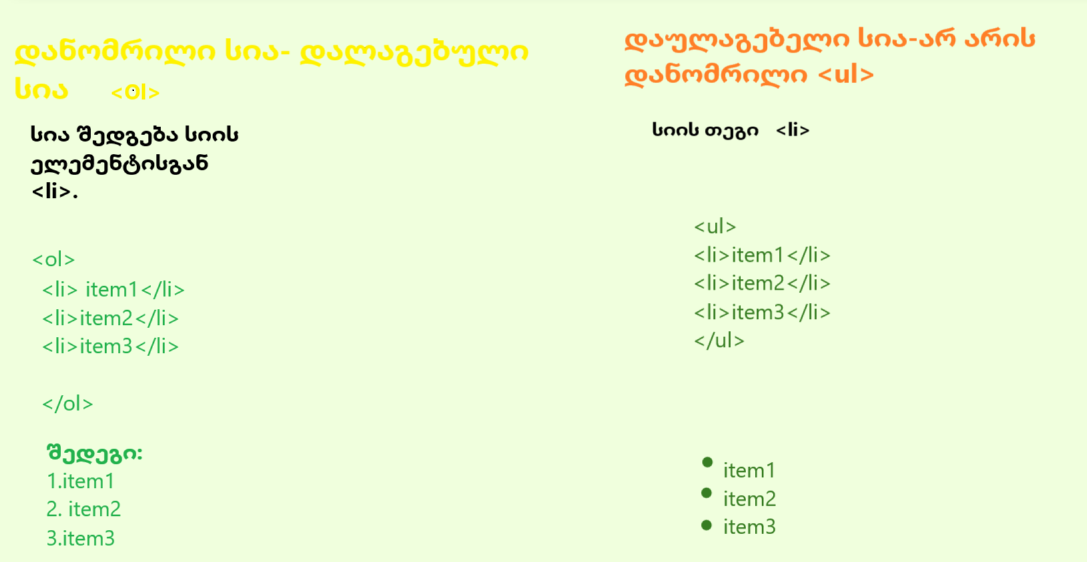 დანომრილი სია- დალაგებული
სია <ol>
სია შედგება სიის
ელემენტისგან
<li>.
<ol>
<li> item1</li>
<li>item2</li>
<li>item3</li>
</ol>
შედეგი:
1.item1
2. item2
3.item3
დაულაგებელი სია-არ არის
დანომრილი <ul>
სიის თეგი <li>
<ul>
<li>item1</li>
<li>item2</li>
<li>item3</li>
</ul>
• item1
• item2
• item3